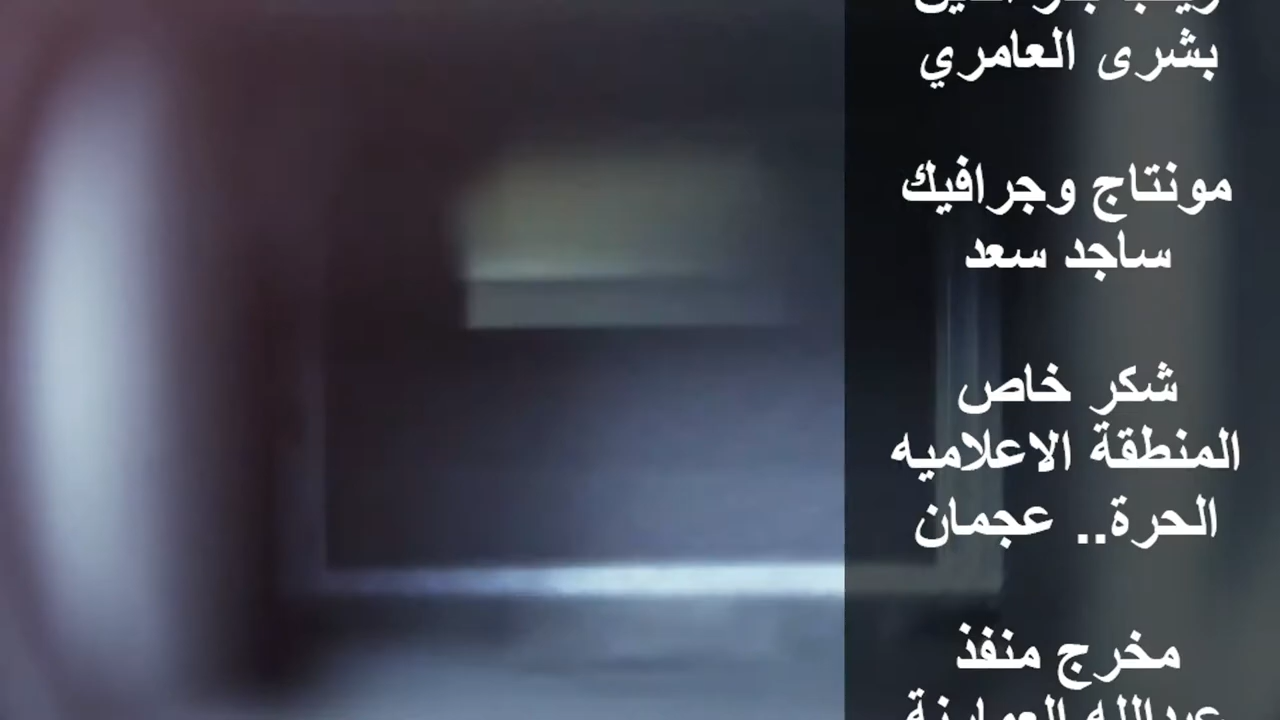 بشرى العامري
مونتاج وجرافيك
ساجد سعد
شكر خاص
المنطقة الاعلاميه
الحرة.. عجمان
مخرج منفذ